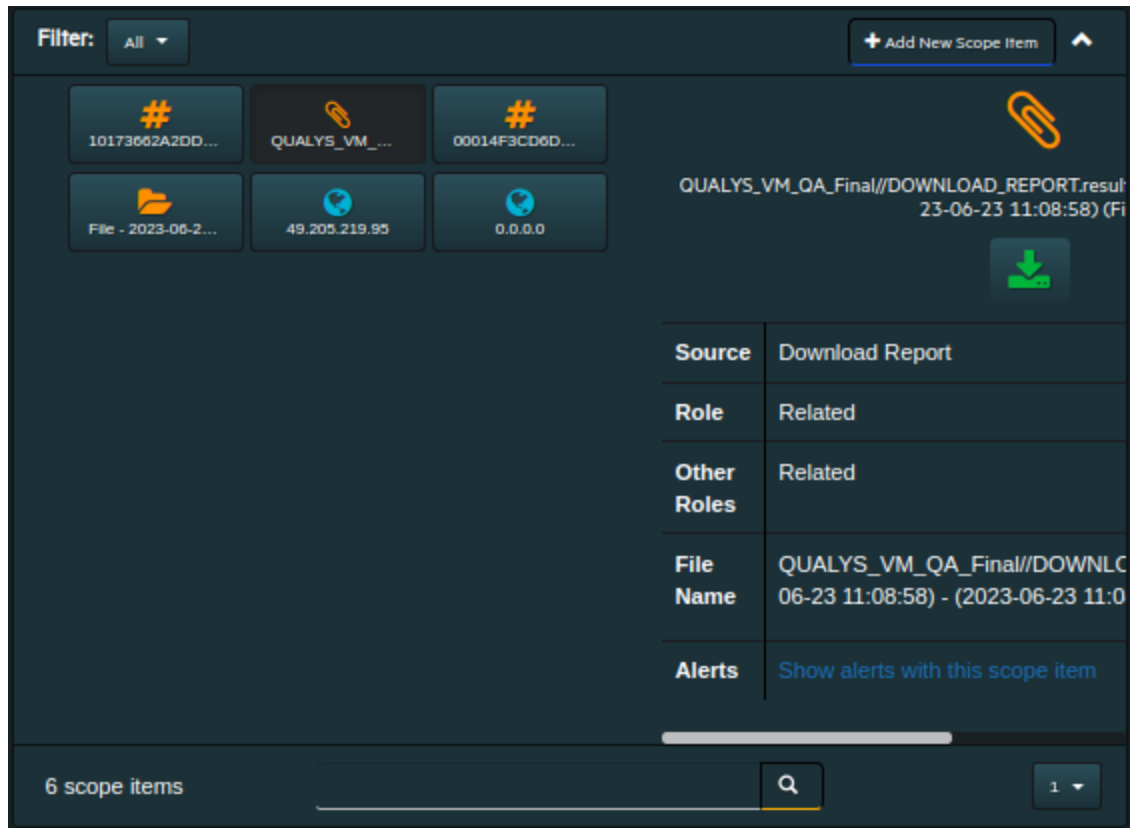 Filter:
All
Add New Scope Item
10173662A2DD...
QUALYS_VM_...
00014F3CD6D...
File - 2023-06-2...
49.205.219.95
0.0.0.0
QUALYS_VM_QA_Final//DOWNLOAD_REPORT.resul
23-06-23 11:08:58) (Fi
Source Download Report
Role Related
Other Related
Roles
File QUALYS_VM_QA_Final//DOWNLC
Name 06-23 11:08:58) - (2023-06-23 11:0
Alerts Show alerts with this scope item
6 scope items
1